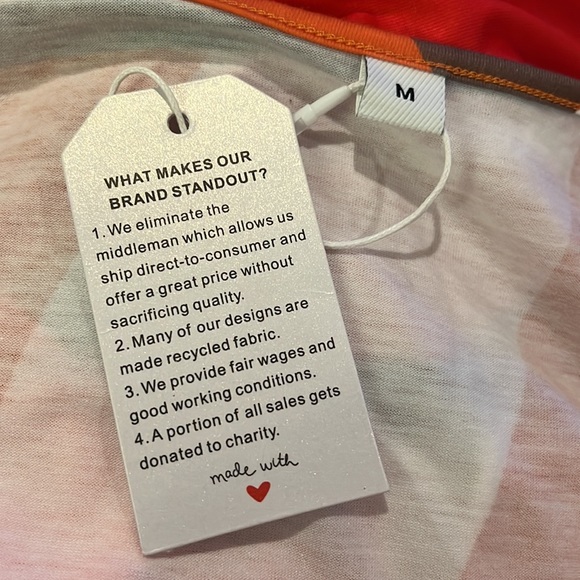 M
WHAT MAKES OUR
BRAND STANDOUT?
1. We eliminate the
middleman which allows us
ship direct-to-consumer and
offer a great price without
sacrificing quality.
2. Many of our designs are
made recycled fabric.
3. We provide fair wages and
good working conditions.
4. A portion of all sales gets
donated to charity.
made with